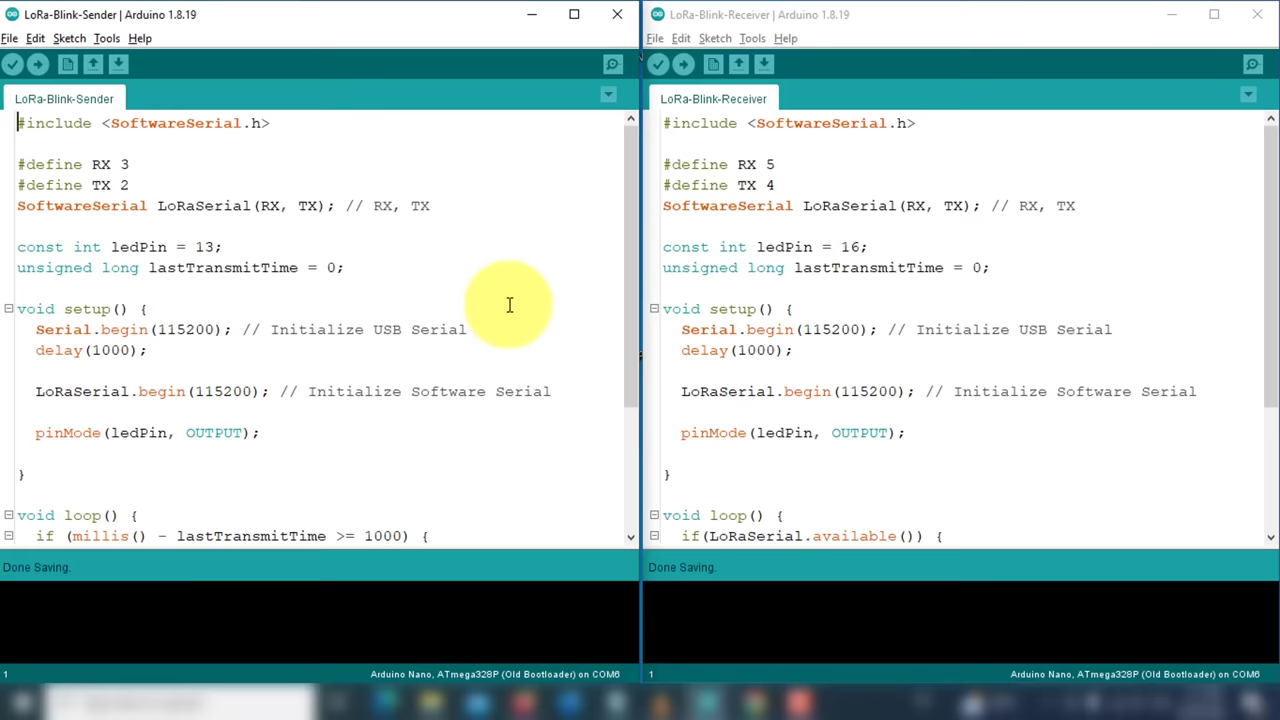 LoRa-Blink-Sender | Arduino 1.8.19
File Edit Sketch Tools Help
LoRa-Blink-Sender
#include <SoftwareSerial.h>
#define RX 3
#define TX 2
SoftwareSerial LoRaSerial(RX, TX); // RX, TX
const int ledPin = 13;
unsigned long lastTransmitTime = 0;
void setup() {
Serial.begin(115200); // Initialize USB Serial
delay(1000);
LoRaSerial.begin(115200); // Initialize Software Serial
pinMode(ledPin, OUTPUT);
}
void loop() {
if (millis() - lastTransmitTime >= 1000) {
Done Saving.
1
Arduino Nano, ATmega328P (Old Bootloader) on COM6
LoRa-Blink-Receiver | Arduino 1.8.19
File Edit Sketch Tools Help
LoRa-Blink-Receiver
#include <SoftwareSerial.h>
#define RX 5
#define TX 4
SoftwareSerial LoRaSerial(RX, TX); // RX, TX
const int ledPin = 16;
unsigned long lastTransmitTime = 0;
void setup() {
Serial.begin(115200); // Initialize USB Serial
delay(1000);
LoRaSerial.begin(115200); // Initialize Software Serial
pinMode(ledPin, OUTPUT);
}
void loop() {
if(LoRaSerial.available()) {
Done Saving.
1
Arduino Nano, ATmega328P (Old Bootloader) on COM6